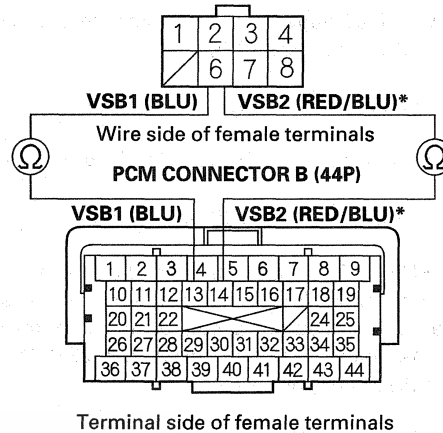 1 2 3 4
6 7 8
VSB1 (BLU) VSB2 (RED/BLU)*
Wire side of female terminals
Ω Ω
PCM CONNECTOR B (44P)
VSB1 (BLU) VSB2 (RED/BLU)*
1 2 3 4 5 6 7 8 9
10 11 12 13 14 15 16 17 18 19
20 21 22 24 25
26 27 28 29 30 31 32 33 34 35
36 37 38 39 40 41 42 43 44
Terminal side of female terminals